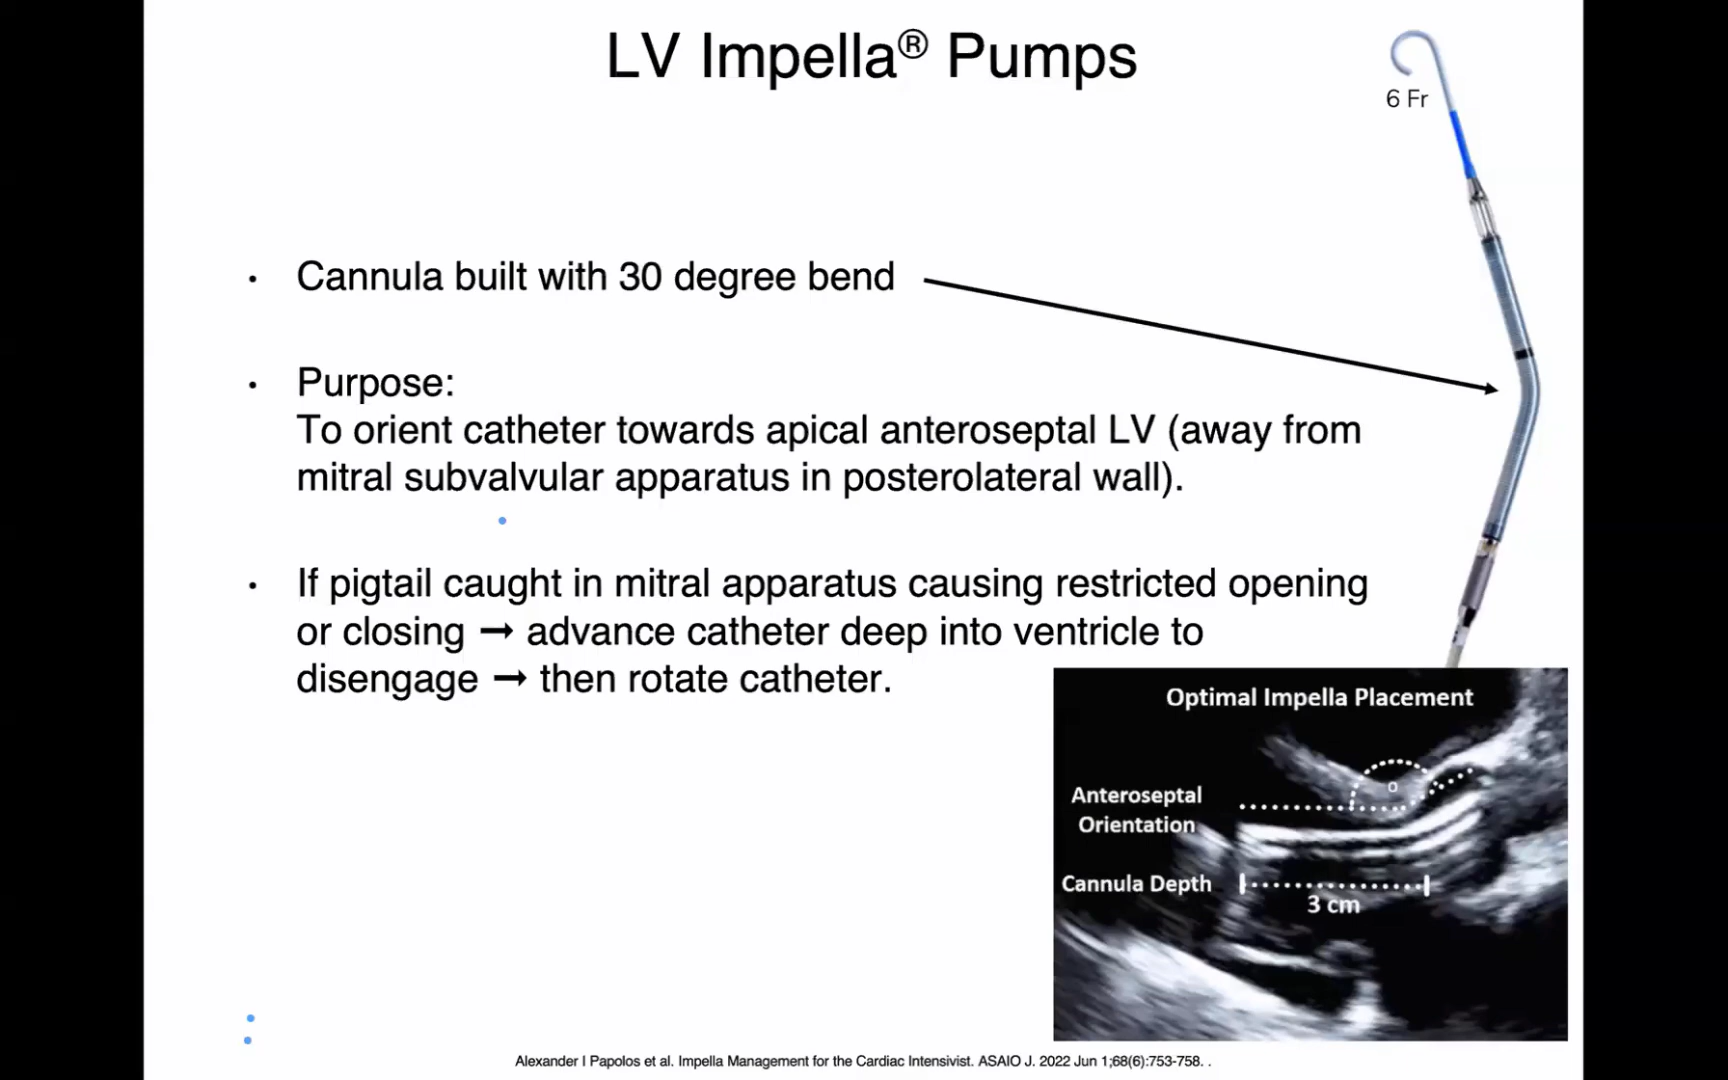 LV Impella® Pumps
6 Fr
• Cannula built with 30 degree bend
• Purpose:
To orient catheter towards apical anteroseptal LV (away from
mitral subvalvular apparatus in posterolateral wall).
• If pigtail caught in mitral apparatus causing restricted opening
or closing → advance catheter deep into ventricle to
disengage → then rotate catheter.
Optimal Impella Placement
Anteroseptal
Orientation
Cannula Depth
3 cm
Alexander I Papolos et al. Impella Management for the Cardiac Intensivist. ASAIO J. 2022 Jun 1;68(6):753-758. .